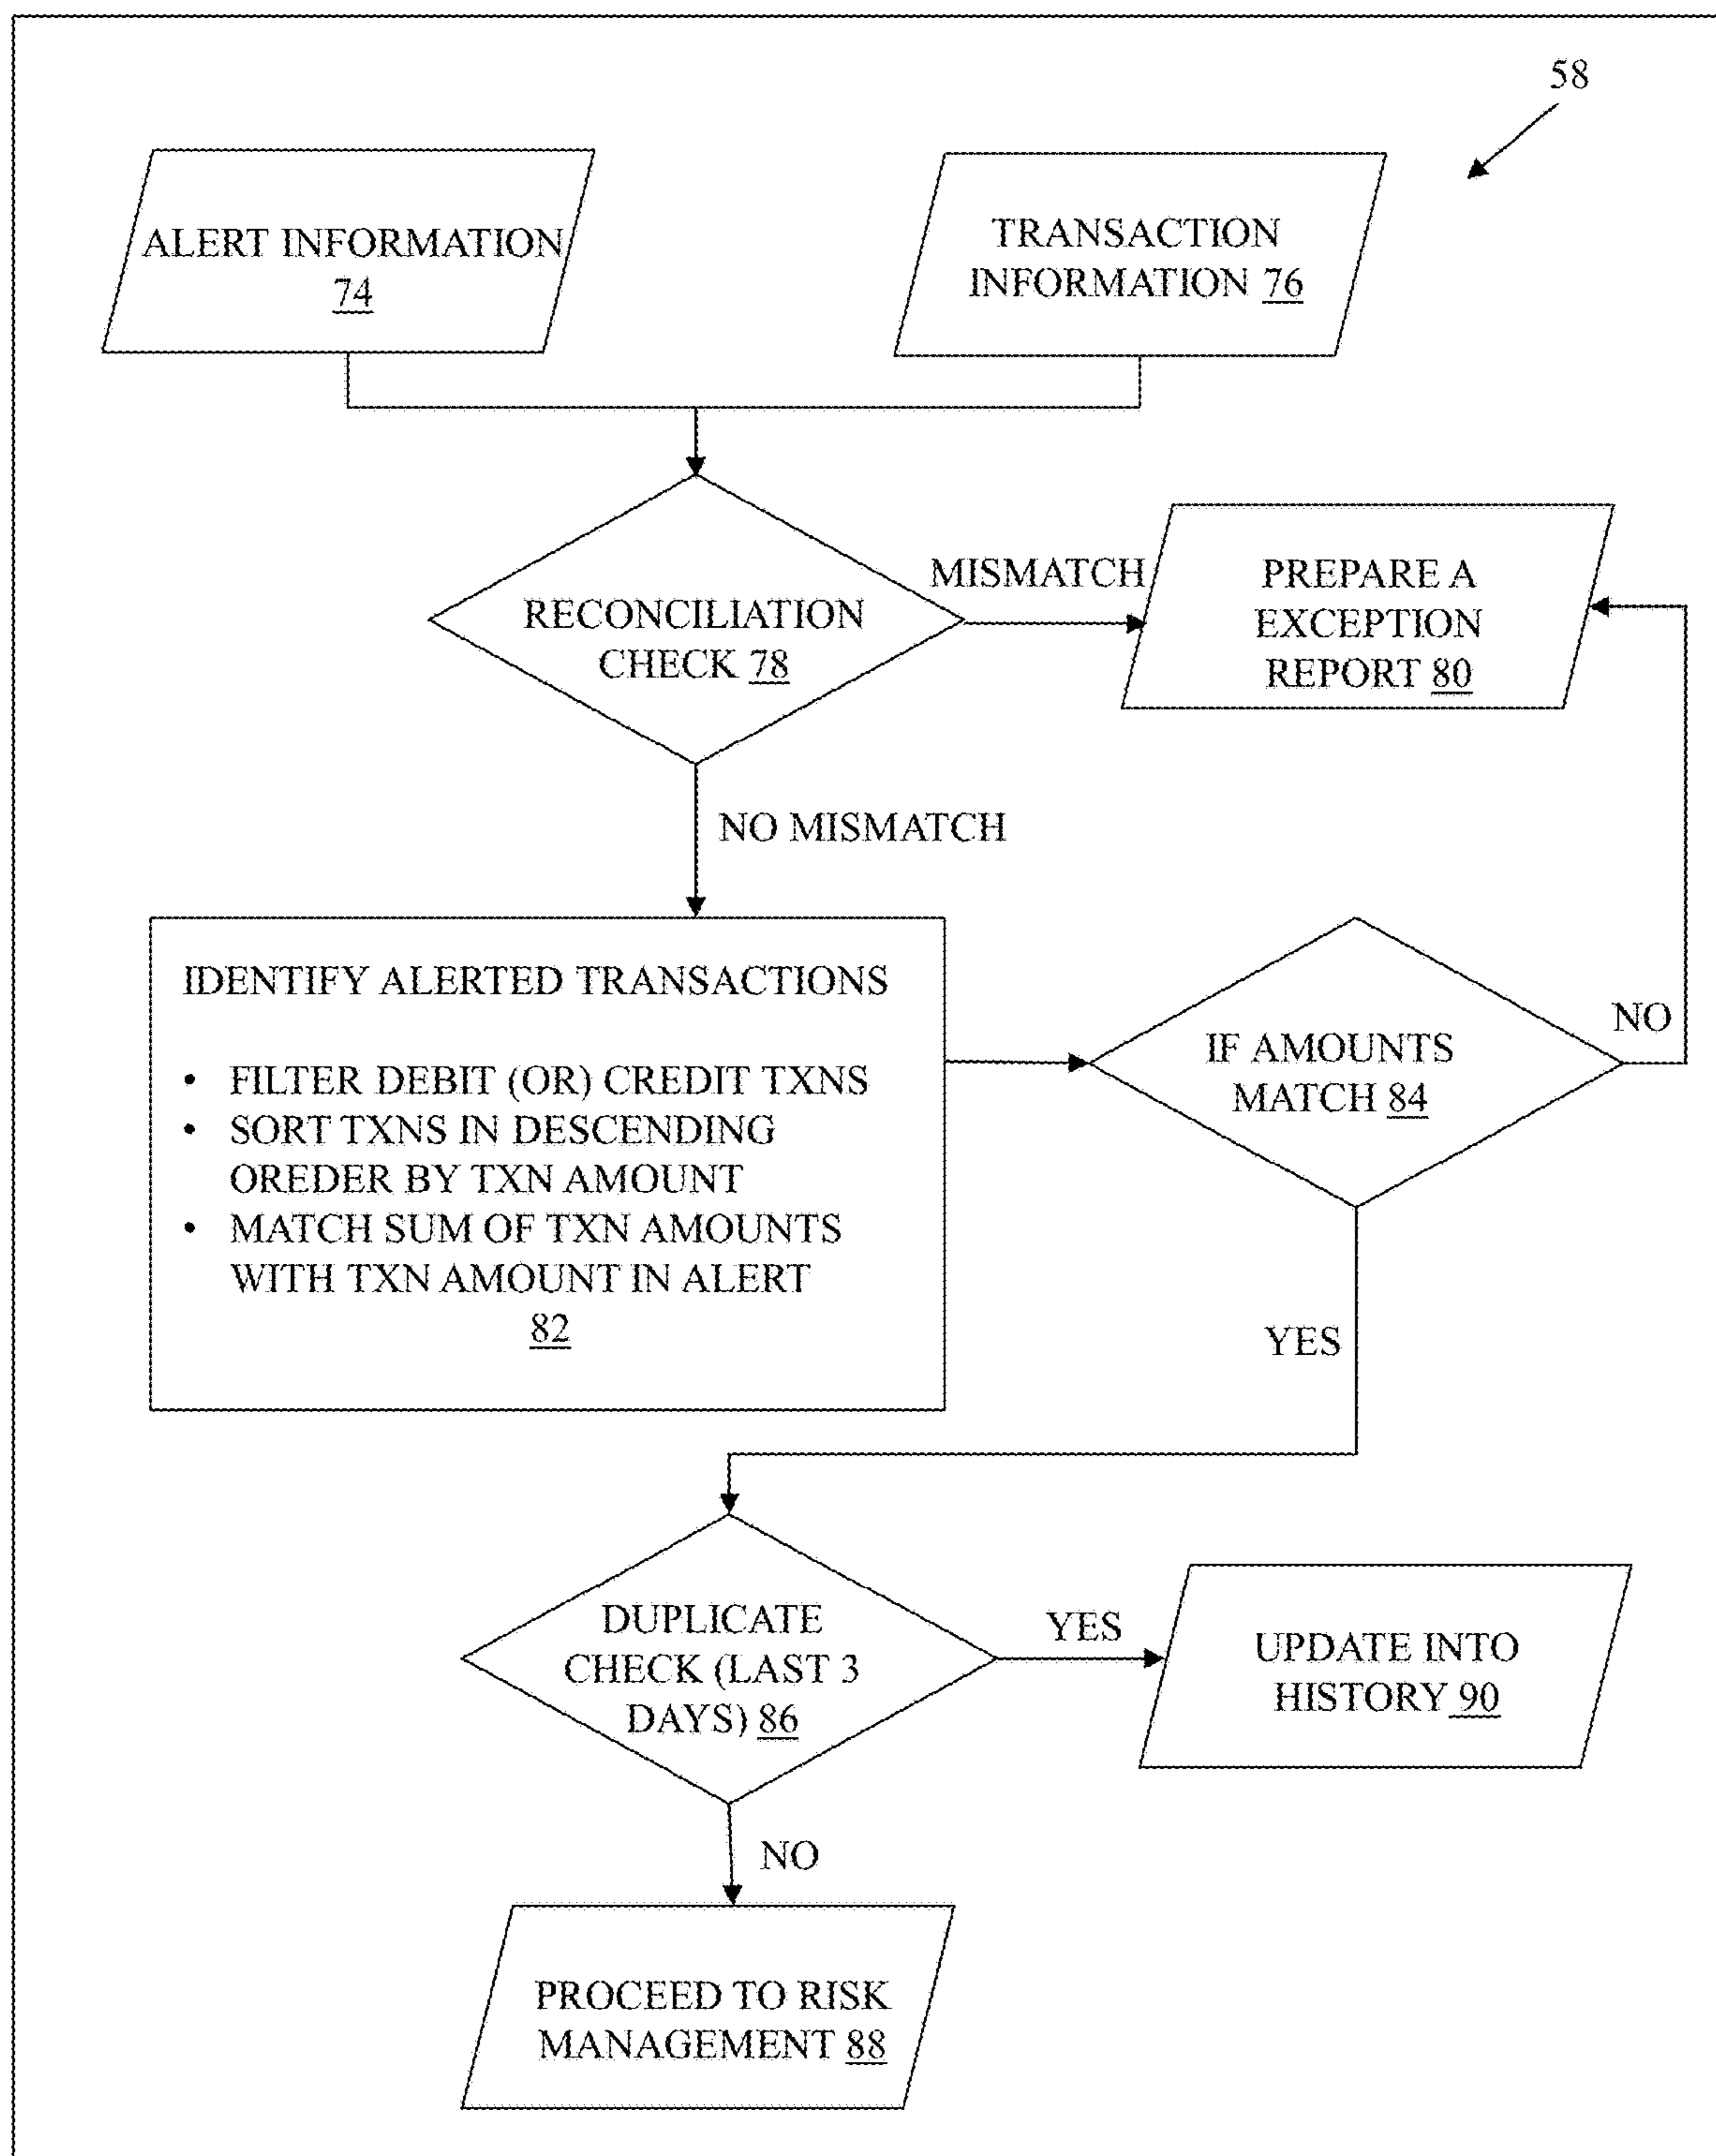 58
ALERT INFORMATION
74
TRANSACTION
INFORMATION 76
RECONCILIATION
CHECK 78
MISMATCH
PREPARE A
EXCEPTION
REPORT 80
NO MISMATCH
IDENTIFY ALERTED TRANSACTIONS
• FILTER DEBIT (OR) CREDIT TXNS
• SORT TXNS IN DESCENDING
OREDER BY TXN AMOUNT
• MATCH SUM OF TXN AMOUNTS
WITH TXN AMOUNT IN ALERT
82
IF AMOUNTS
MATCH 84
NO
YES
DUPLICATE
CHECK (LAST 3
DAYS) 86
YES
UPDATE INTO
HISTORY 90
NO
PROCEED TO RISK
MANAGEMENT 88